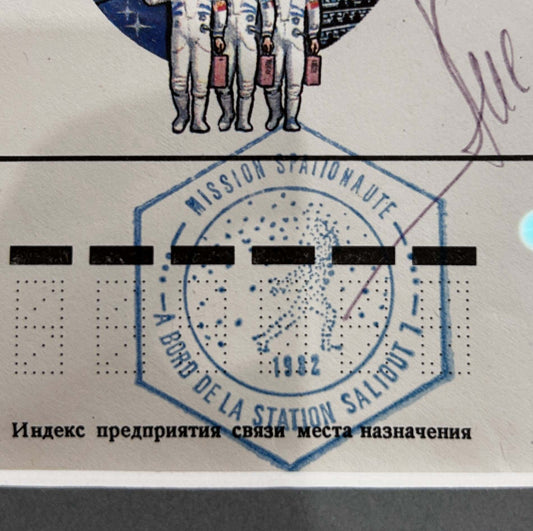 MISSION SPATIONAUTE
1982
A BORD DE LA STATION SALIOUT 7
Индекс предприятия связи места назначения